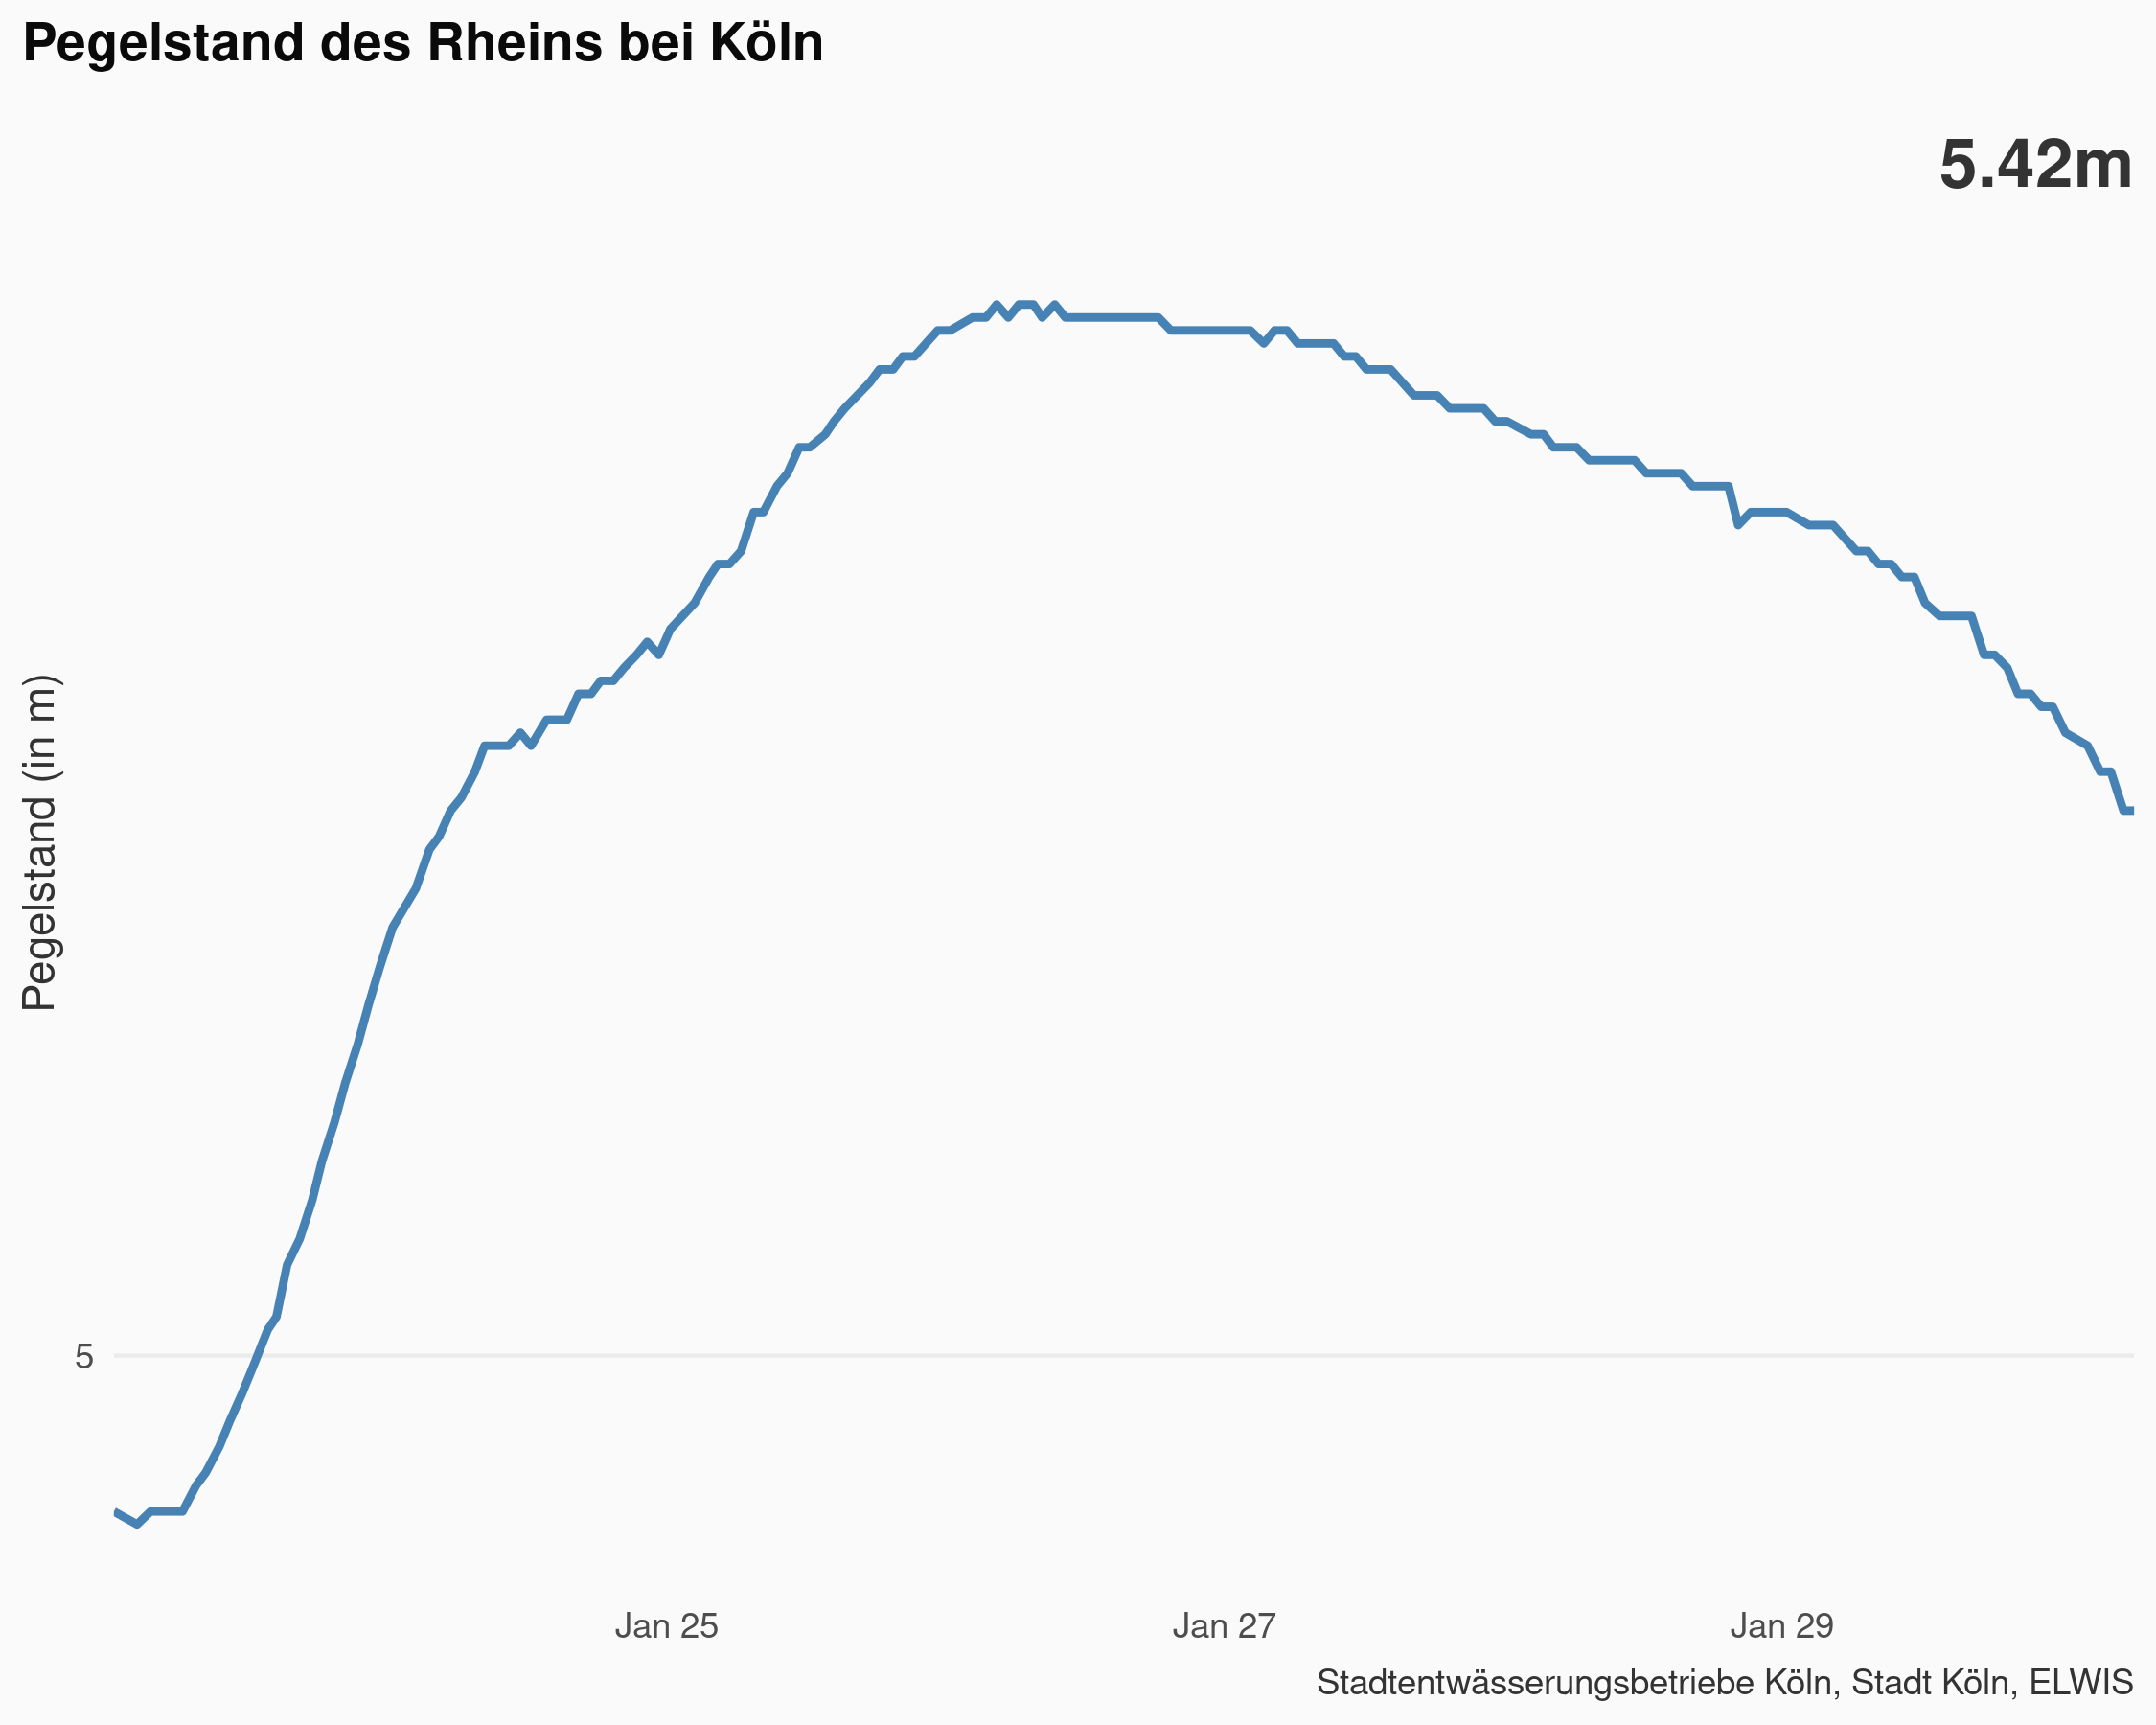 Pegelstand des Rheins bei Köln
5.42m
Pegelstand (in m)
5
Jan 25
Jan 27
Jan 29
Stadtentwässerungsbetriebe Köln, Stadt Köln, ELWIS